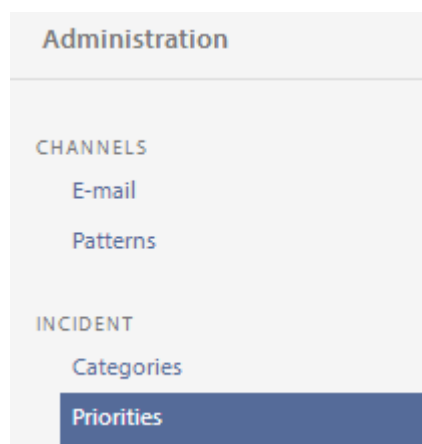 Administration
CHANNELS
E-mail
Patterns
INCIDENT
Categories
Priorities